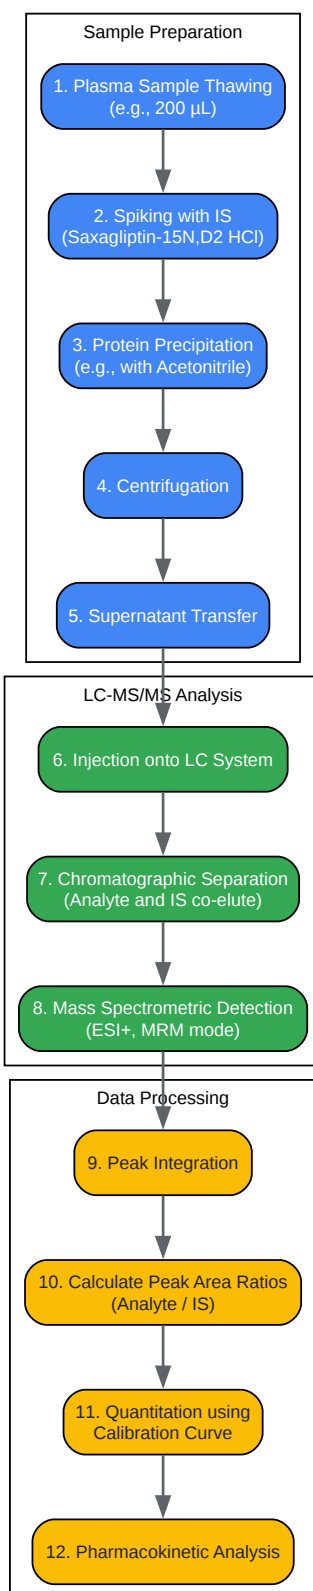 Sample Preparation
1. Plasma Sample Thawing
(e.g., 200 µL)
2. Spiking with IS
(Saxagliptin-15N,D2 HCl)
3. Protein Precipitation
(e.g., with Acetonitrile)
4. Centrifugation
5. Supernatant Transfer
LC-MS/MS Analysis
6. Injection onto LC System
7. Chromatographic Separation
(Analyte and IS co-elute)
8. Mass Spectrometric Detection
(ESI+, MRM mode)
Data Processing
9. Peak Integration
10. Calculate Peak Area Ratios
(Analyte / IS)
11. Quantitation using
Calibration Curve
12. Pharmacokinetic Analysis